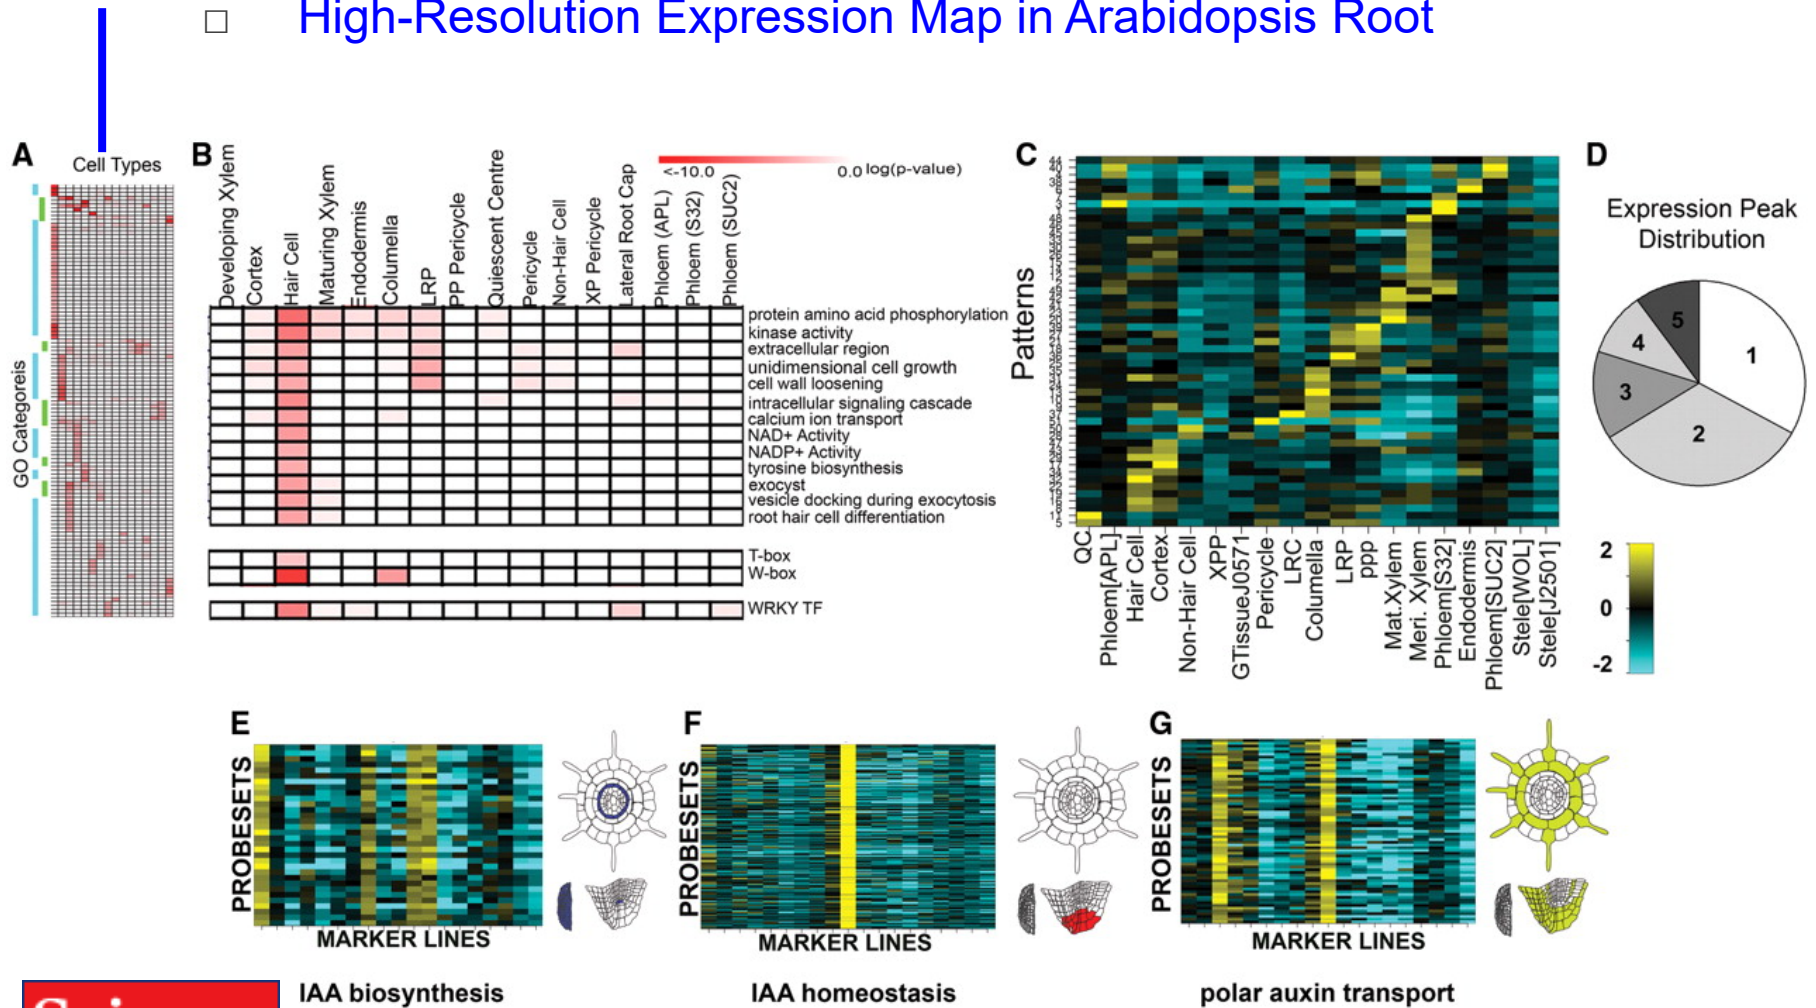 □ High-Resolution Expression Map in Arabidopsis Root
A
Cell Types
GO Categoreis
B
Developing Xylem
Cortex
Hair Cell
Maturing Xylem
Endodermis
Columella
LRP
PP Pericycle
Quiescent Centre
Pericycle
Non-Hair Cell
XP Pericycle
Lateral Root Cap
Phloem (APL)
Phloem (S32)
Phloem (SUC2)
<-10.0 0.0 log(p-value)
protein amino acid phosphorylation
kinase activity
extracellular region
unidimensional cell growth
cell wall loosening
intracellular signaling cascade
calcium ion transport
NAD+ Activity
NADP+ Activity
tyrosine biosynthesis
exocyst
vesicle docking during exocytosis
root hair cell differentiation
T-box
W-box
WRKY TF
C
Patterns
QC
Phloem[APL]
Hair Cell
Cortex
Non-Hair Cell
XPP
GTissueJ0571
Pericycle
LRC
Columella
LRP
ppp
Mat.Xylem
Meri. Xylem
Phloem[S32]
Endodermis
Phloem[SUC2]
Stele[WOL]
Stele[J2501]
2
0
-2
D
Expression Peak
Distribution
1
2
3
4
5
E
PROBESETS
MARKER LINES
IAA biosynthesis
F
PROBESETS
MARKER LINES
IAA homeostasis
G
PROBESETS
MARKER LINES
polar auxin transport